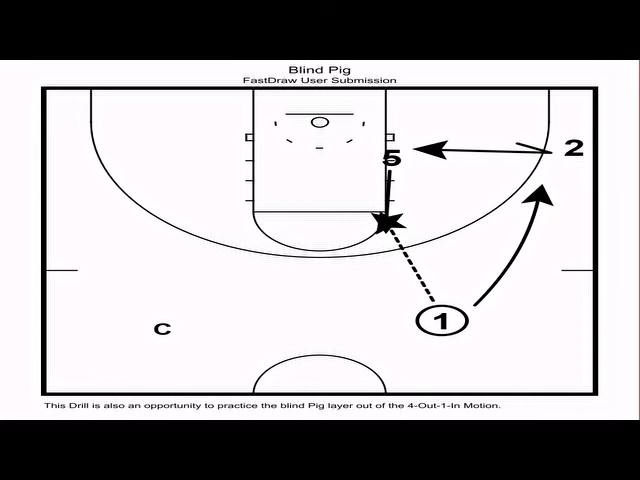 Blind Pig
FastDraw User Submission
5
2
1
C
This Drill is also an opportunity to practice the blind Pig layer out of the 4-Out-1-In Motion.